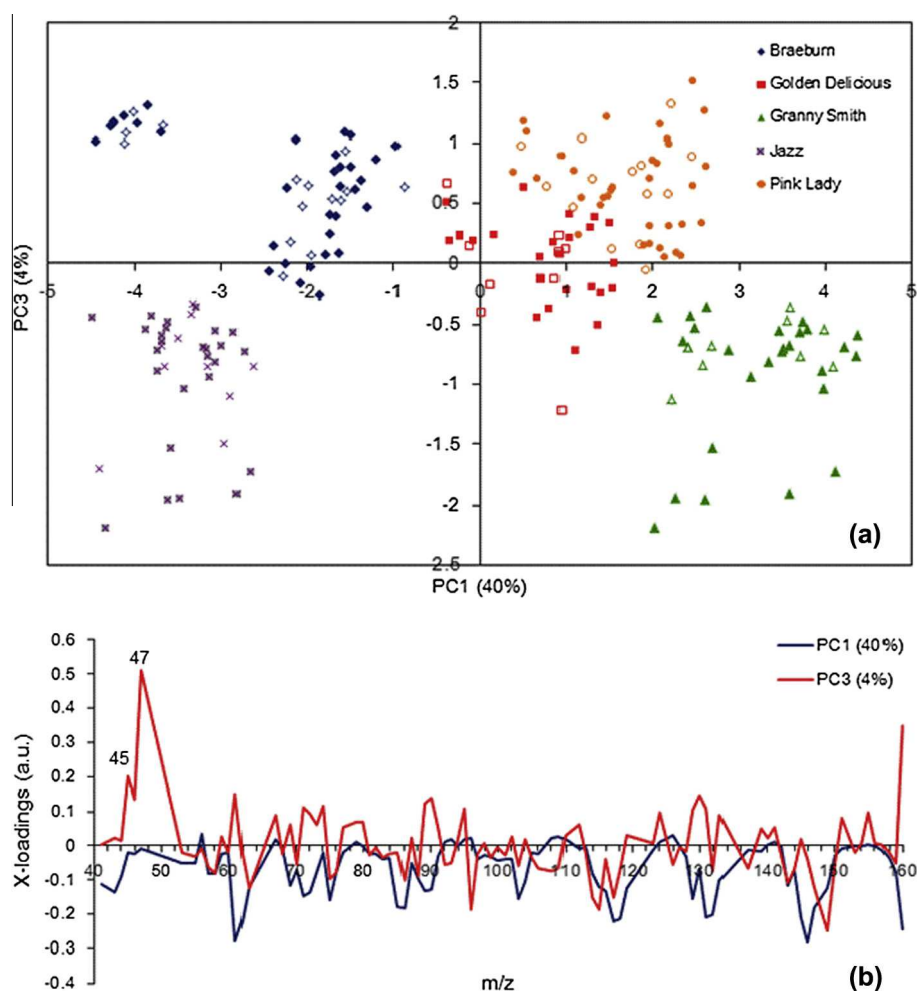 2
1.5
1
0.5
0
-0.5
-1
-1.5
-2
2.5
-5 -4 -3 -2 -1 0 1 2 3 4 5
PC3 (4%)
PC1 (40%)
Braeburn
Golden Delicious
Granny Smith
Jazz
Pink Lady
(a)
0.6
0.5
0.4
0.3
0.2
0.1
0
-0.1
-0.2
-0.3
-0.4
47
45
PC1 (40%)
PC3 (4%)
X-loadings (a.u.)
40 50 60 70 80 90 100 110 120 130 140 150 160
m/z
(b)